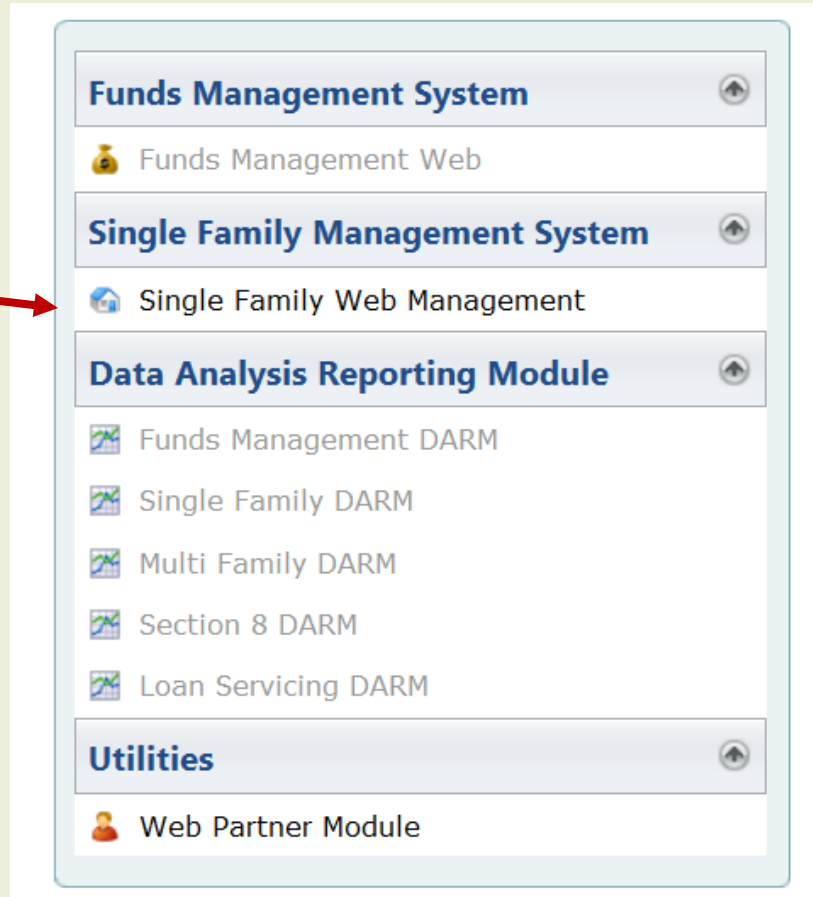 Funds Management System
Funds Management Web
Single Family Management System
Single Family Web Management
Data Analysis Reporting Module
Funds Management DARM
Single Family DARM
Multi Family DARM
Section 8 DARM
Loan Servicing DARM
Utilities
Web Partner Module